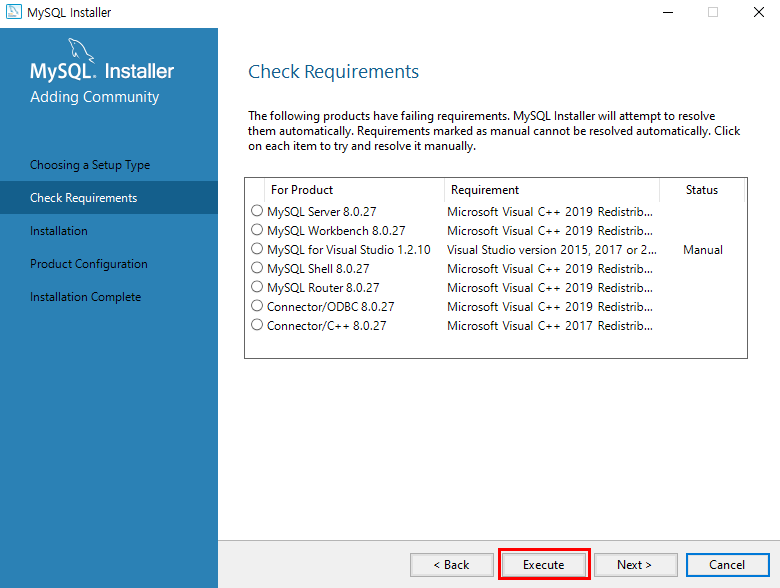 MySQL Installer
MySQL. Installer
Adding Community
Choosing a Setup Type
Check Requirements
Installation
Product Configuration
Installation Complete
Check Requirements
The following products have failing requirements. MySQL Installer will attempt to resolve
them automatically. Requirements marked as manual cannot be resolved automatically. Click
on each item to try and resolve it manually.
For Product Requirement Status
MySQL Server 8.0.27 Microsoft Visual C++ 2019 Redistrib...
MySQL Workbench 8.0.27 Microsoft Visual C++ 2019 Redistrib...
MySQL for Visual Studio 1.2.10 Visual Studio version 2015, 2017 or 2... Manual
MySQL Shell 8.0.27 Microsoft Visual C++ 2019 Redistrib...
MySQL Router 8.0.27 Microsoft Visual C++ 2019 Redistrib...
Connector/ODBC 8.0.27 Microsoft Visual C++ 2019 Redistrib...
Connector/C++ 8.0.27 Microsoft Visual C++ 2017 Redistrib...
< Back Execute Next > Cancel